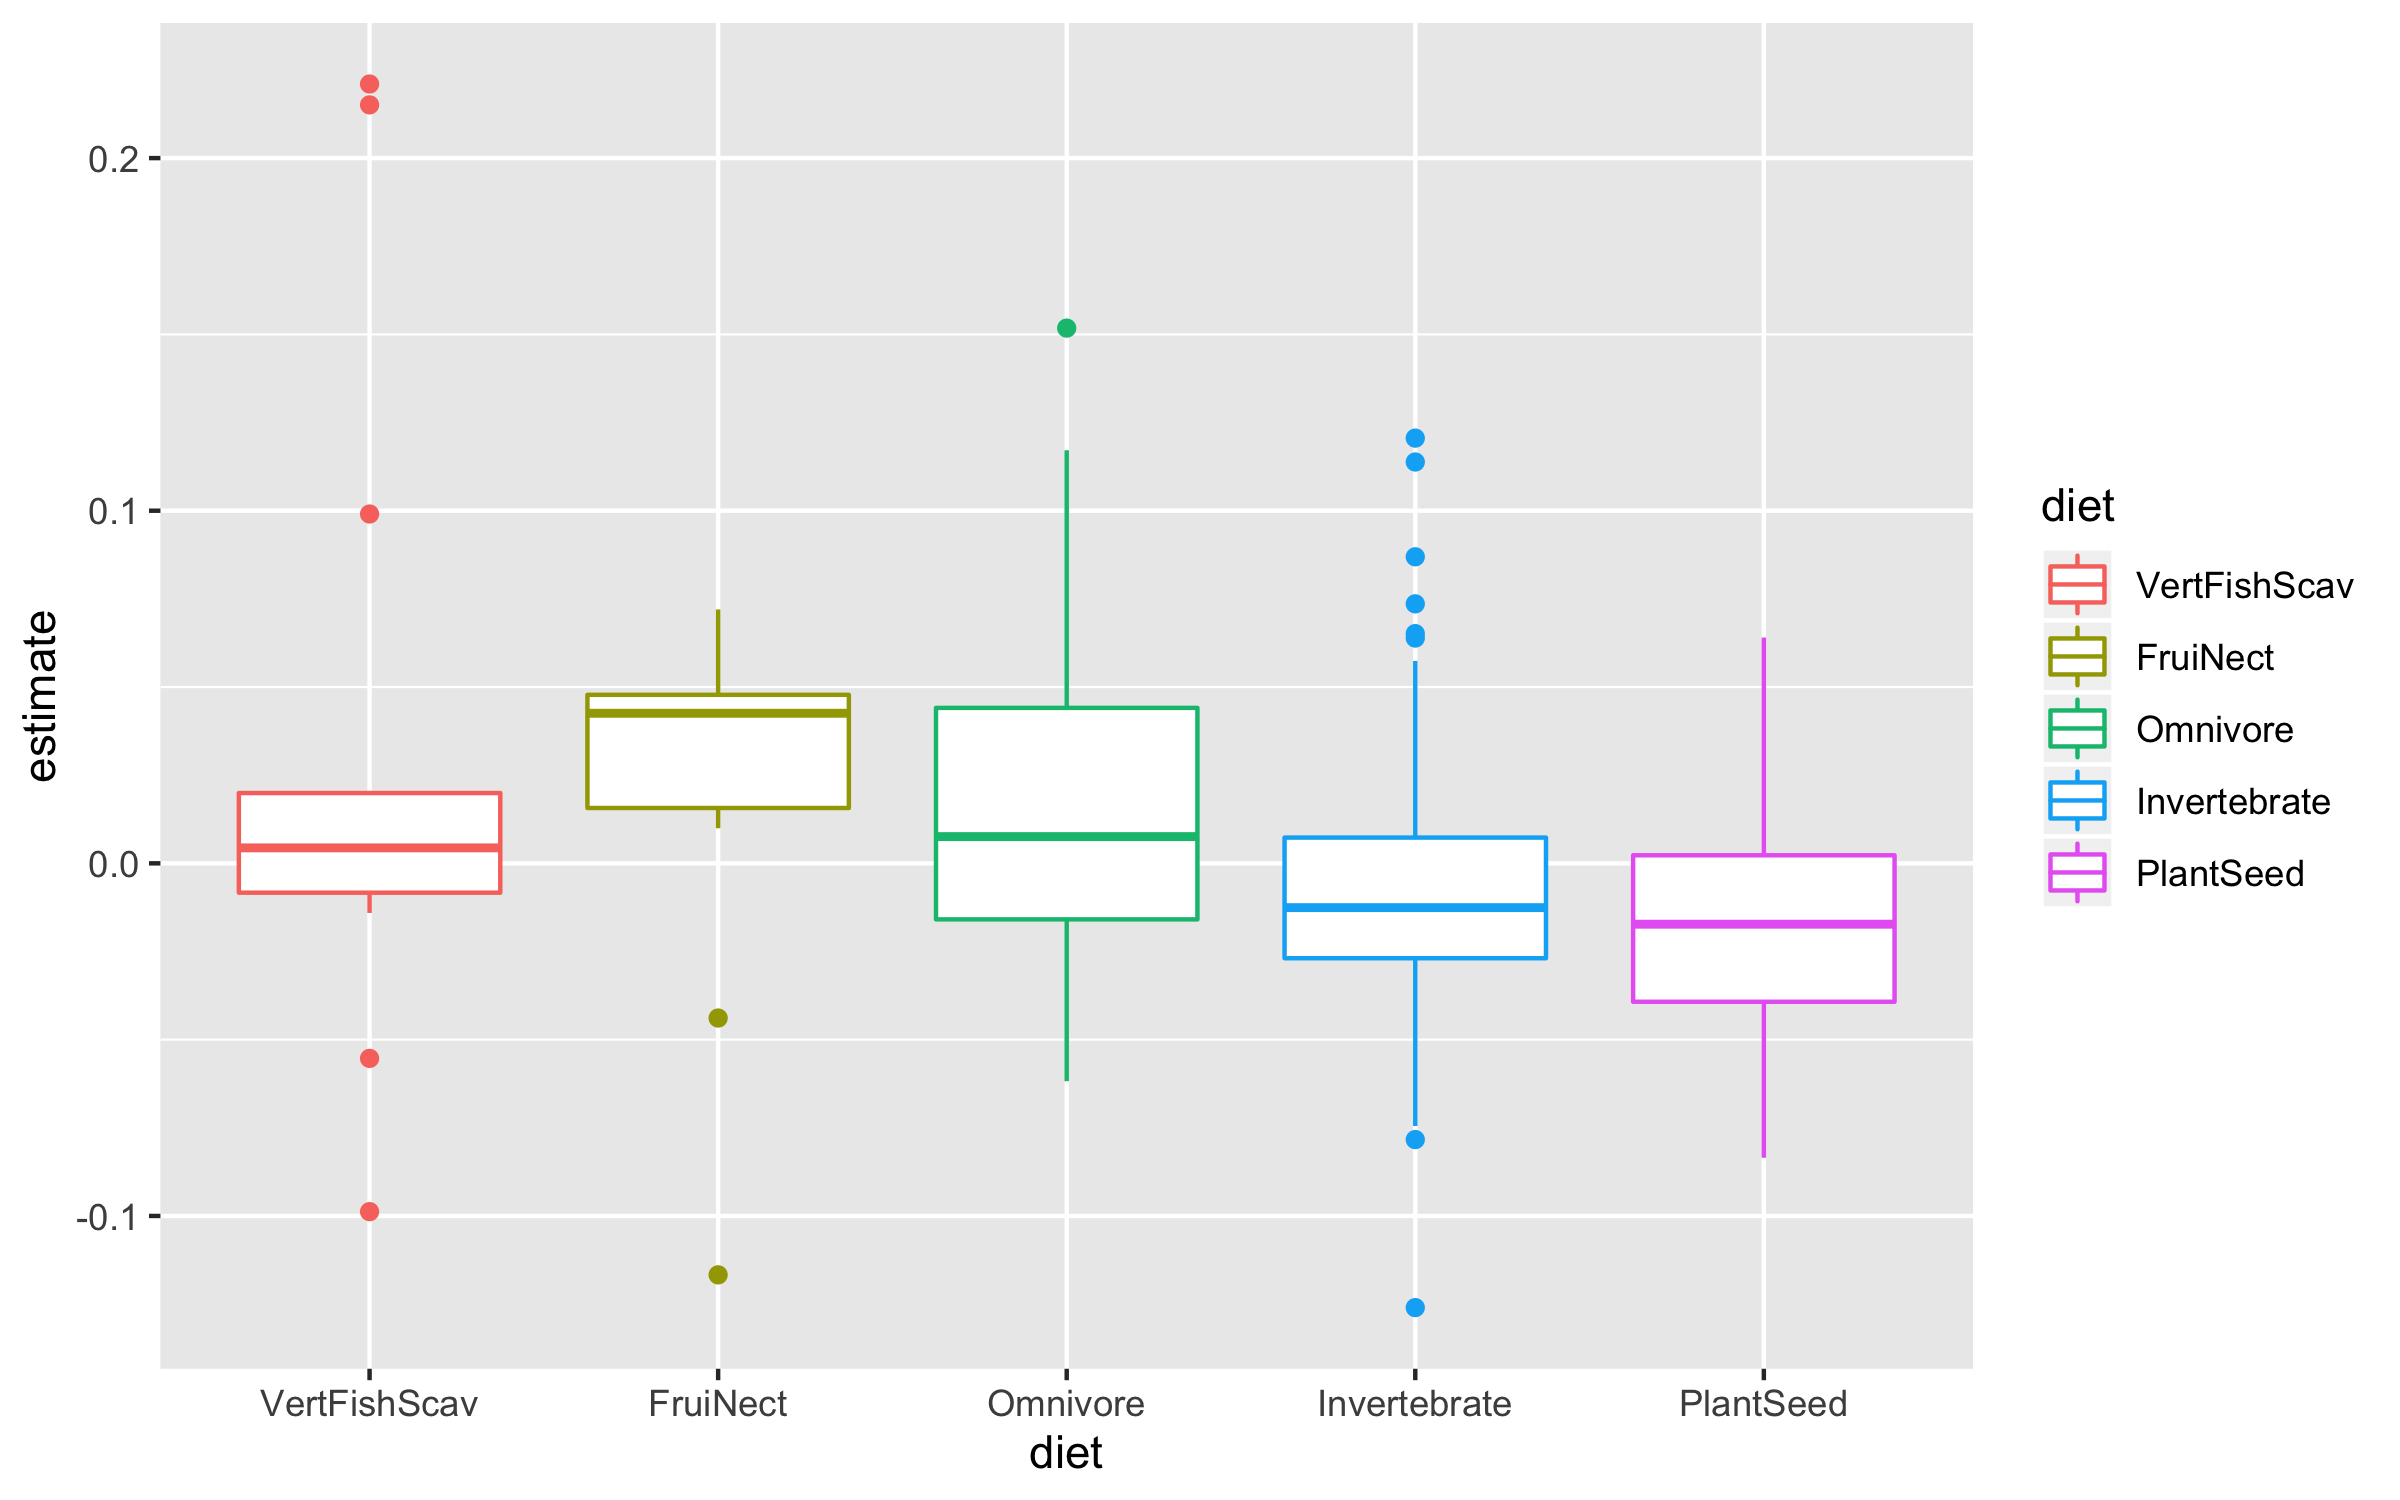 estimate
0.2
0.1
0.0
-0.1
VertFishScav
FruiNect
Omnivore
Invertebrate
PlantSeed
diet
diet
VertFishScav
FruiNect
Omnivore
Invertebrate
PlantSeed